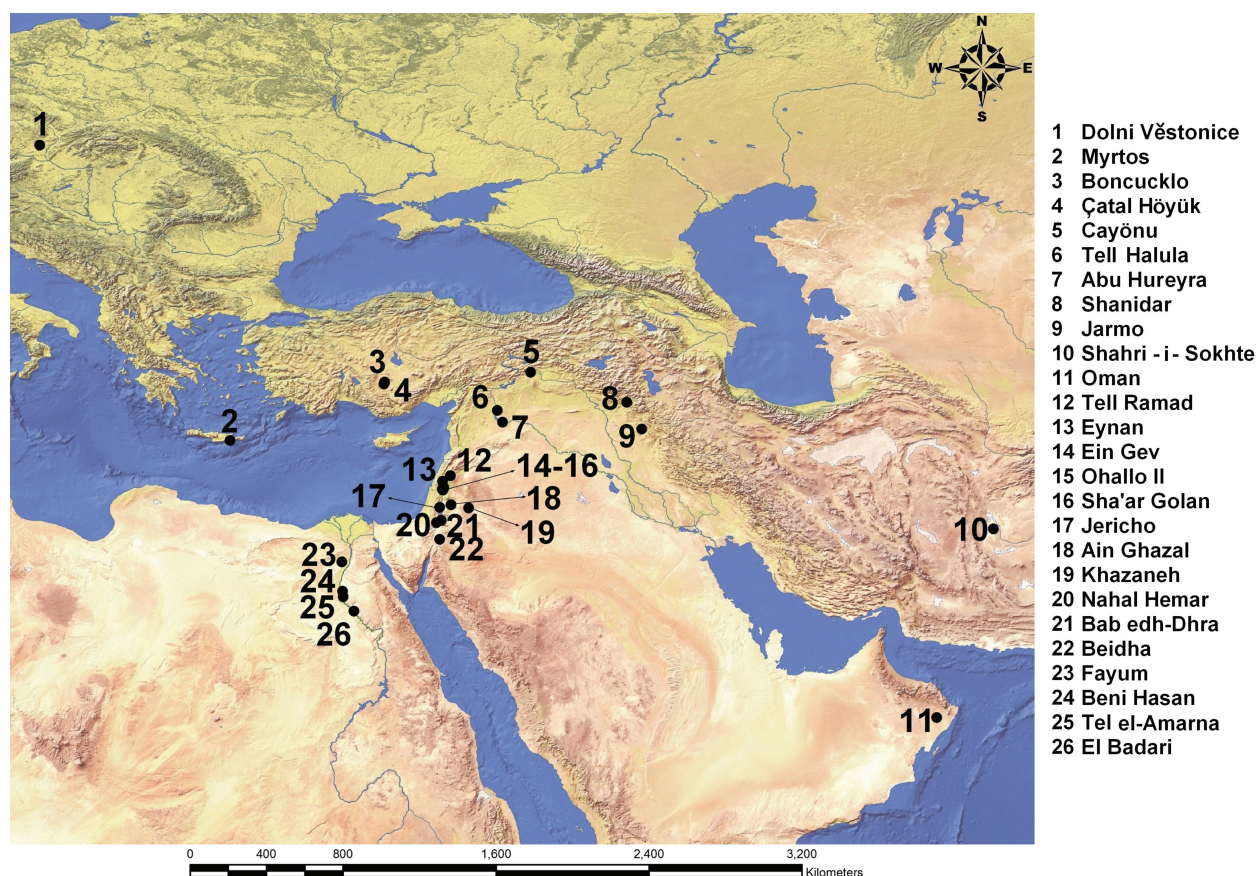 N
W E
S
1
3
4
5
2
6
7
8
9
13
12
14-16
17
18
10
20
21
19
22
23
24
25
26
11
1 Dolni Věstonice
2 Myrtos
3 Boncucklo
4 Çatal Höyük
5 Cayönu
6 Tell Halula
7 Abu Hureyra
8 Shanidar
9 Jarmo
10 Shahri - i - Sokhte
11 Oman
12 Tell Ramad
13 Eynan
14 Ein Gev
15 Ohallo II
16 Sha'ar Golan
17 Jericho
18 Ain Ghazal
19 Khazaneh
20 Nahal Hemar
21 Bab edh-Dhra
22 Beidha
23 Fayum
24 Beni Hasan
25 Tel el-Amarna
26 El Badari
0 400 800 1,600 2,400 3,200
Kilometers